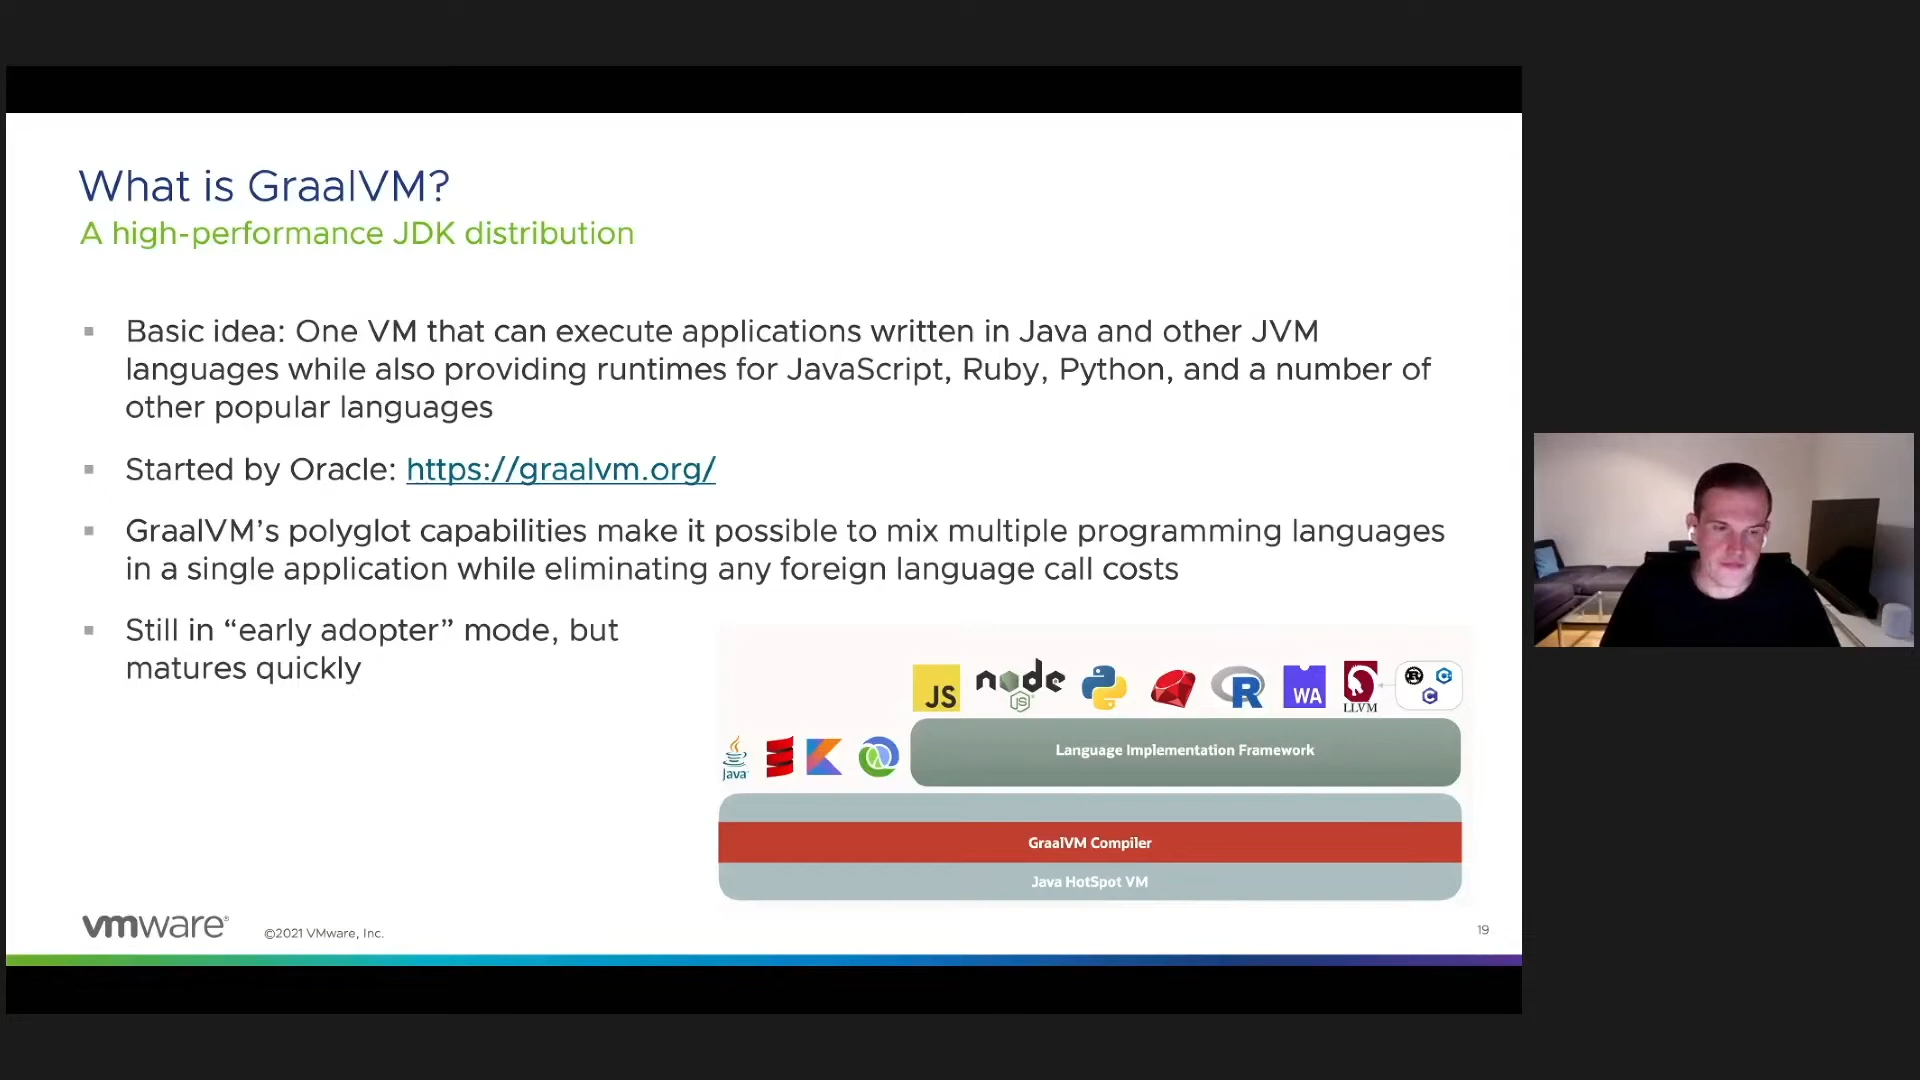 What is GraalVM?
A high-performance JDK distribution
Basic idea: One VM that can execute applications written in Java and other JVM
languages while also providing runtimes for JavaScript, Ruby, Python, and a number of
other popular languages
Started by Oracle: https://graalvm.org/
GraalVM’s polyglot capabilities make it possible to mix multiple programming languages
in a single application while eliminating any foreign language call costs
Still in “early adopter” mode, but
matures quickly
JS node JS R WA LLVM R C C
Java
Language Implementation Framework
GraalVM Compiler
Java HotSpot VM
vmware® ©2021 VMware, Inc.
19